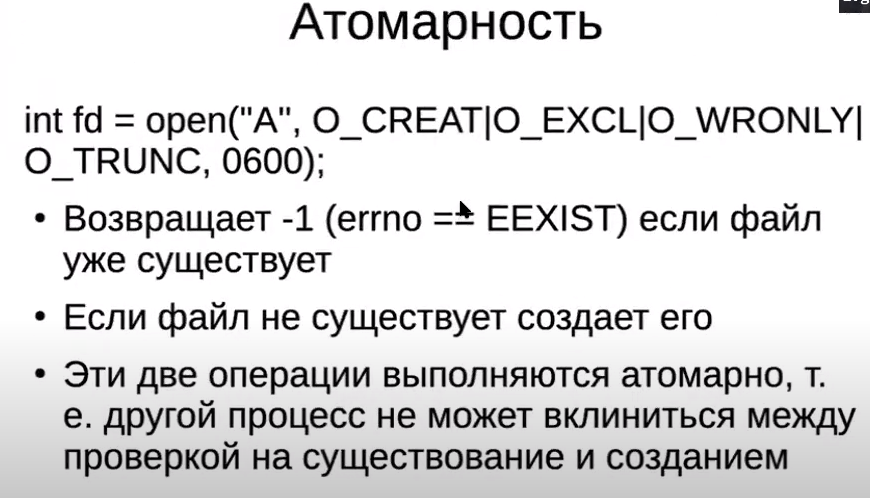 Атомарность
int fd = open("A", O_CREAT|O_EXCL|O_WRONLY|
O_TRUNC, 0600);
• Возвращает -1 (errno == EEXIST) если файл
уже существует
• Если файл не существует создает его
• Эти две операции выполняются атомарно, т.
е. другой процесс не может вклиниться между
проверкой на существование и созданием